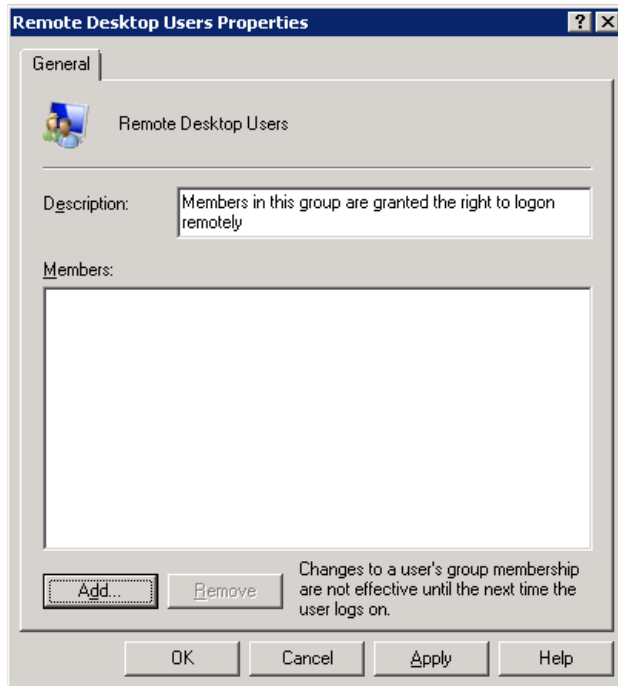 Remote Desktop Users Properties
General
Remote Desktop Users
Description:
Members in this group are granted the right to logon
remotely
Members:
Add...
Remove
Changes to a user's group membership
are not effective until the next time the
user logs on.
OK
Cancel
Apply
Help